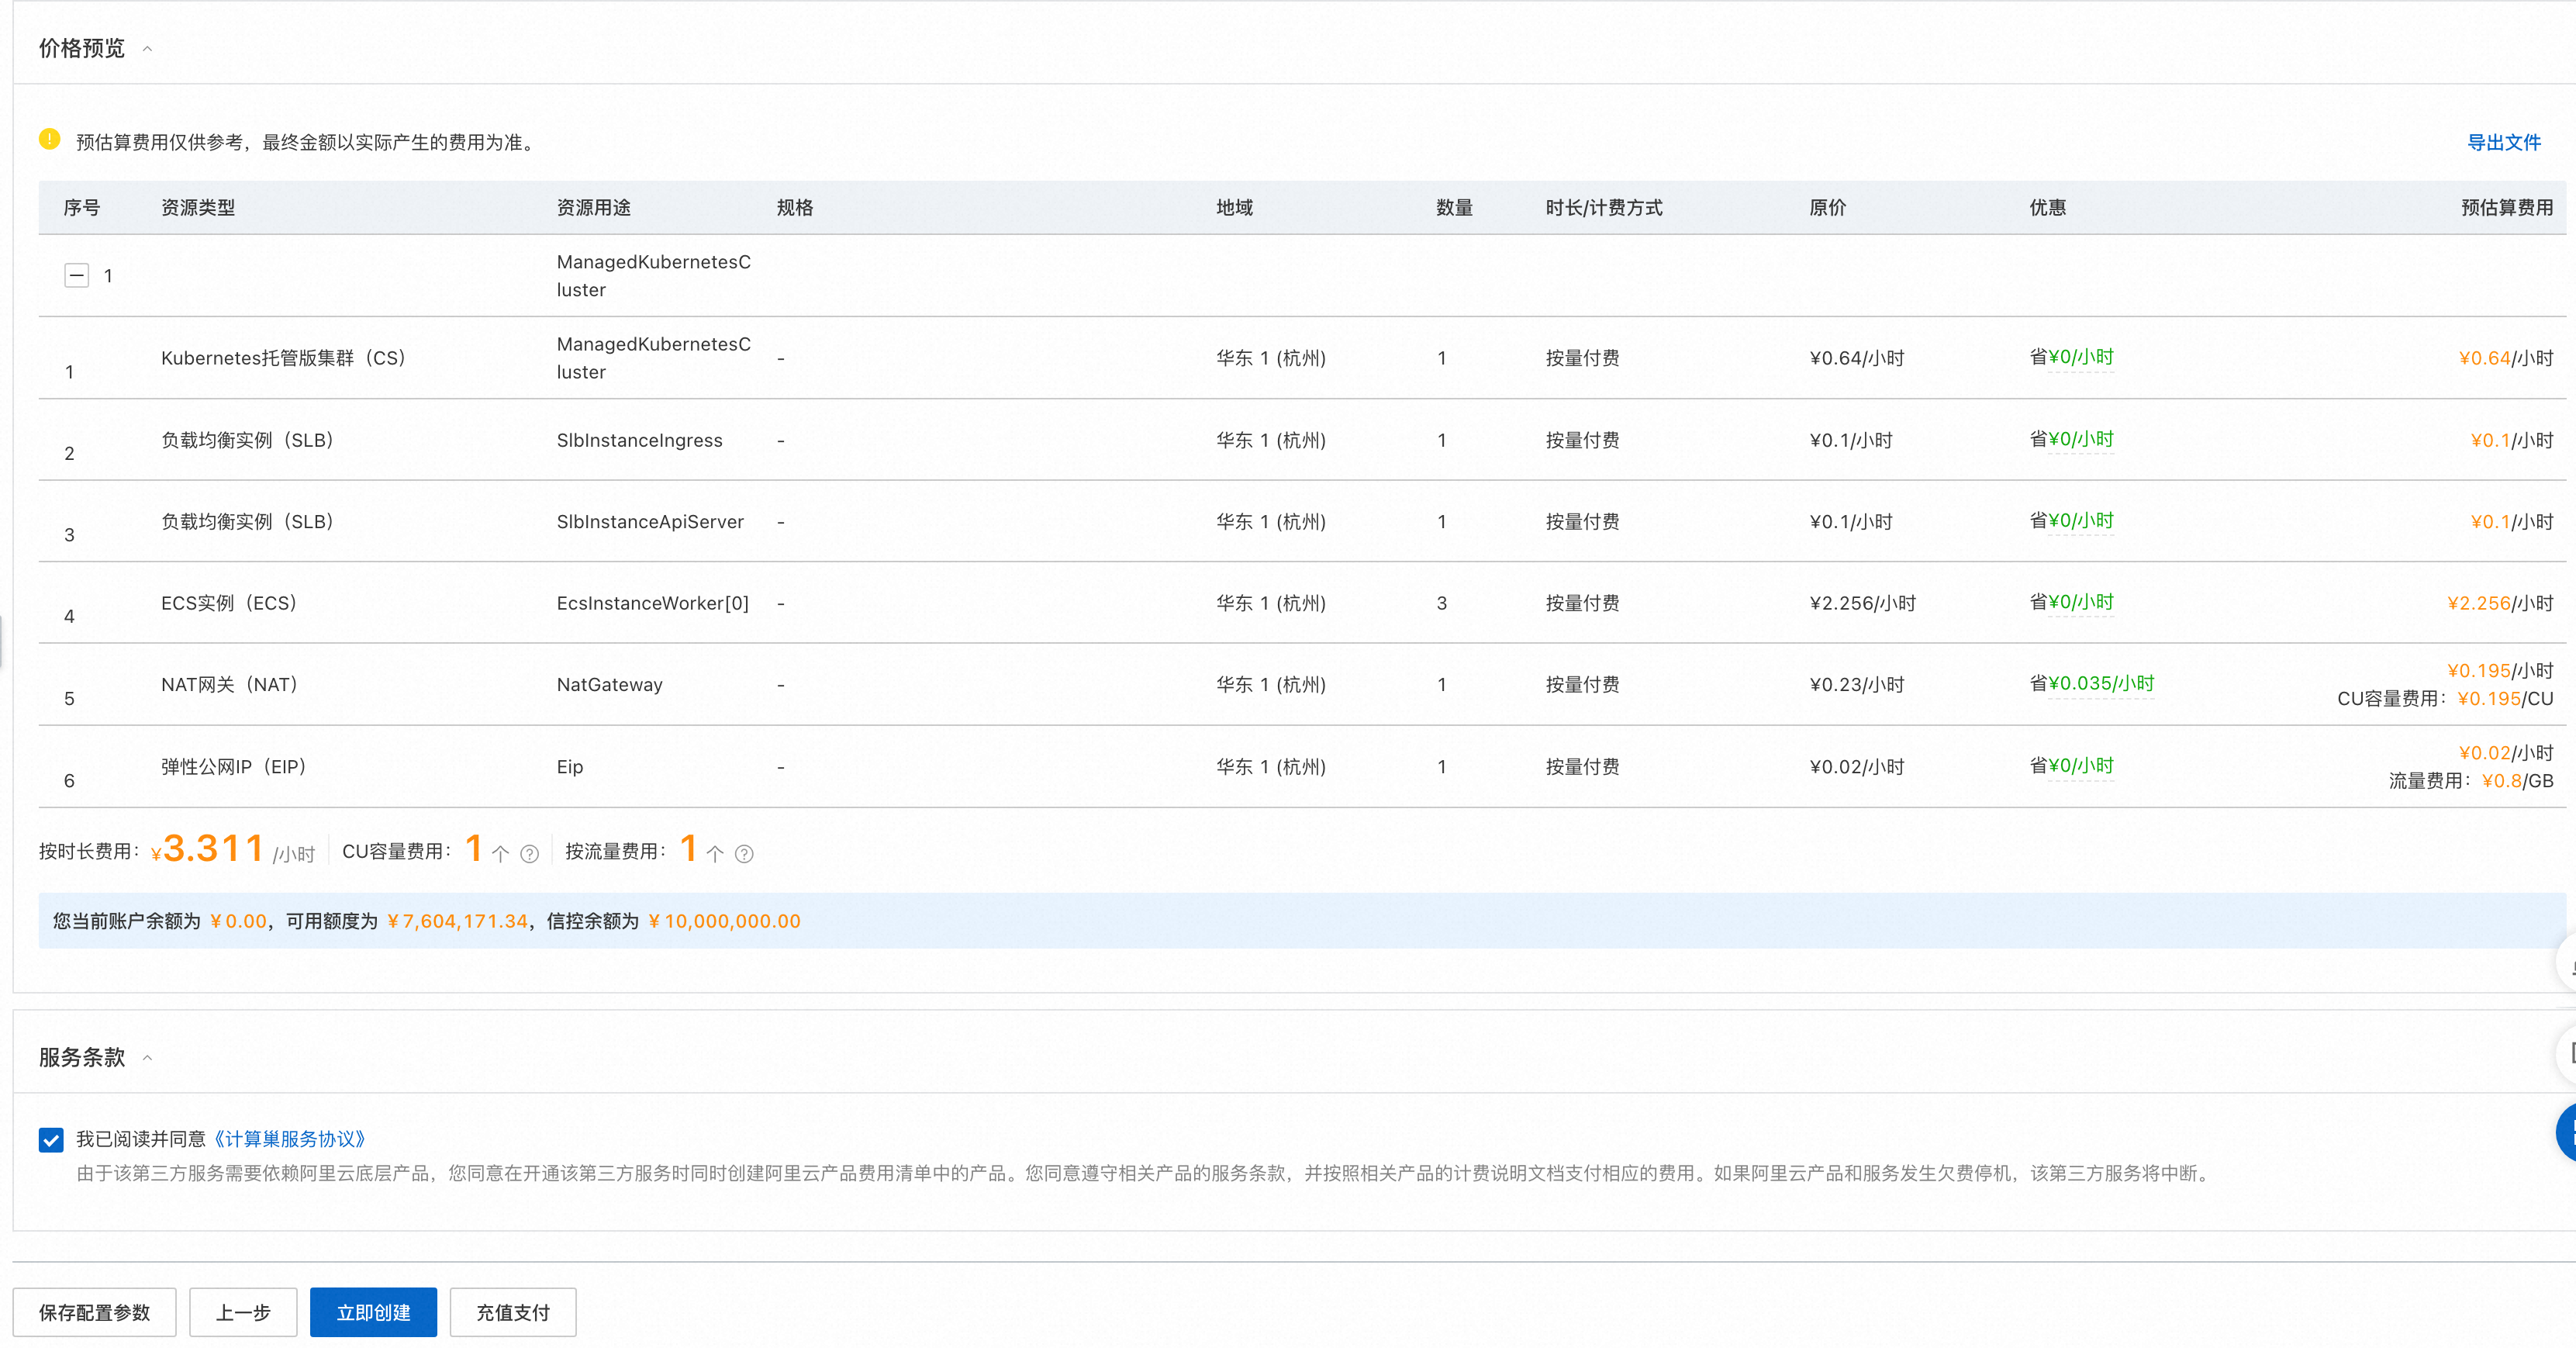 价格预览
预估算费用仅供参考，最终金额以实际产生的费用为准。
导出文件
序号 资源类型 资源用途 规格 地域 数量 时长/计费方式 原价 优惠 预估算费用
1 ManagedKubernetesC
luster
1 Kubernetes托管版集群（CS） ManagedKubernetesC - 华东 1 (杭州) 1 按量付费 ¥0.64/小时 省¥0/小时 ¥0.64/小时
luster
2 负载均衡实例（SLB） SlbInstanceIngress - 华东 1 (杭州) 1 按量付费 ¥0.1/小时 省¥0/小时 ¥0.1/小时
3 负载均衡实例（SLB） SlbInstanceApiServer - 华东 1 (杭州) 1 按量付费 ¥0.1/小时 省¥0/小时 ¥0.1/小时
4 ECS实例（ECS） EcsInstanceWorker[0] - 华东 1 (杭州) 3 按量付费 ¥2.256/小时 省¥0/小时 ¥2.256/小时
5 NAT网关（NAT） NatGateway - 华东 1 (杭州) 1 按量付费 ¥0.23/小时 省¥0.035/小时 ¥0.195/小时
CU容量费用：¥0.195/CU
6 弹性公网IP（EIP） Eip - 华东 1 (杭州) 1 按量付费 ¥0.02/小时 省¥0/小时 ¥0.02/小时
流量费用：¥0.8/GB
按时长费用：¥3.311 /小时 CU容量费用：1 个 按流量费用：1 个
您当前账户余额为 ¥0.00，可用额度为 ¥7,604,171.34，信控余额为 ¥10,000,000.00
服务条款
我已阅读并同意《计算巢服务协议》
由于该第三方服务需要依赖阿里云底层产品，您同意在开通该第三方服务时同时创建阿里云产品费用清单中的产品。您同意遵守相关产品的服务条款，并按照相关产品的计费说明文档支付相应的费用。如果阿里云产品和服务发生欠费停机，该第三方服务将中断。
保存配置参数 上一步 立即创建 充值支付